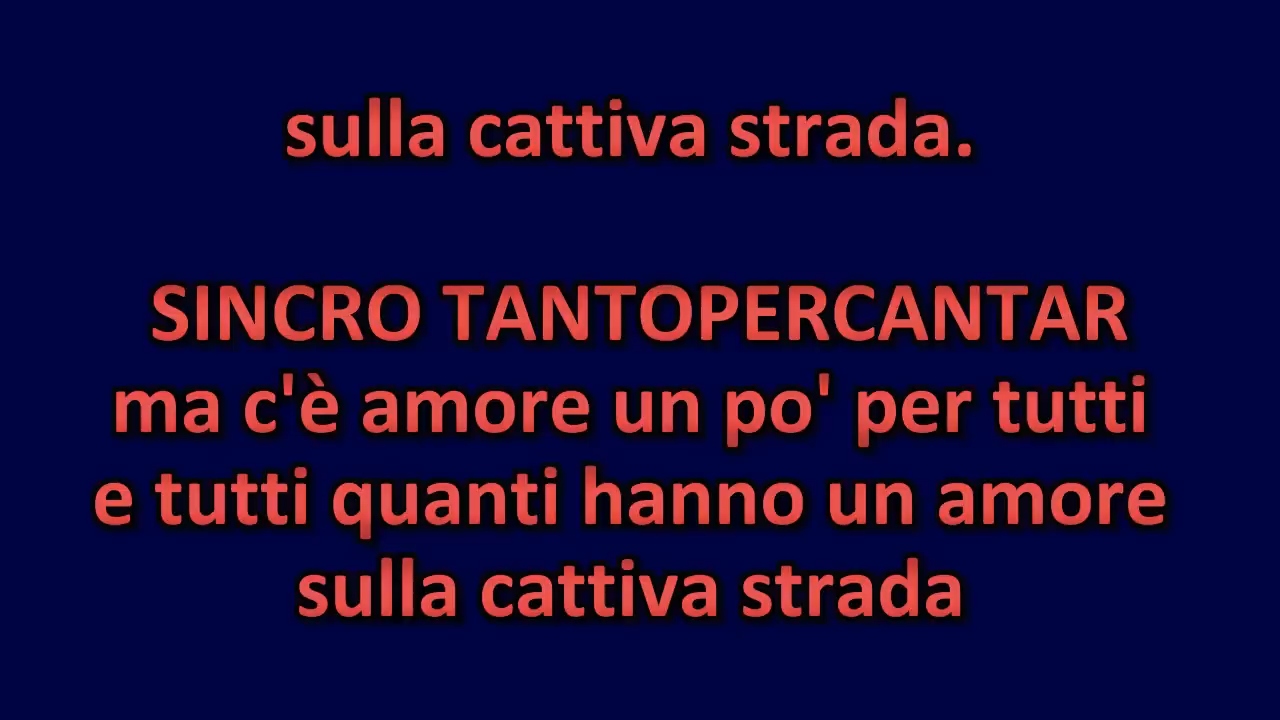 sulla cattiva strada.
SINCRO TANTOPERCANTAR
ma c'è amore un po' per tutti
e tutti quanti hanno un amore
sulla cattiva strada